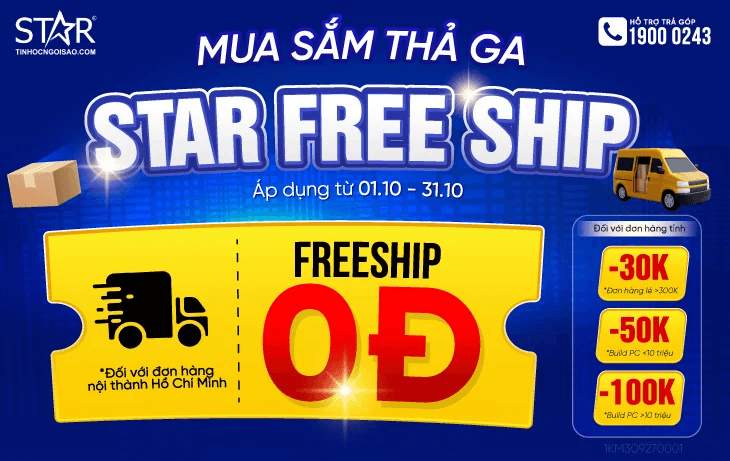 STAR
TINHOCNGOISAO.COM
MUA SẮM THẢ GA
HỖ TRỢ TRẢ GÓP
1900 0243
STAR FREE SHIP
Áp dụng từ 01.10 - 31.10
*Đối với đơn hàng
nội thành Hồ Chí Minh
FREESHIP
0Đ
Đối với đơn hàng tỉnh
-30K
*Đơn hàng lẻ >300K
-50K
*Build PC <10 triệu
-100K
*Build PC >10 triệu
1KM309270001